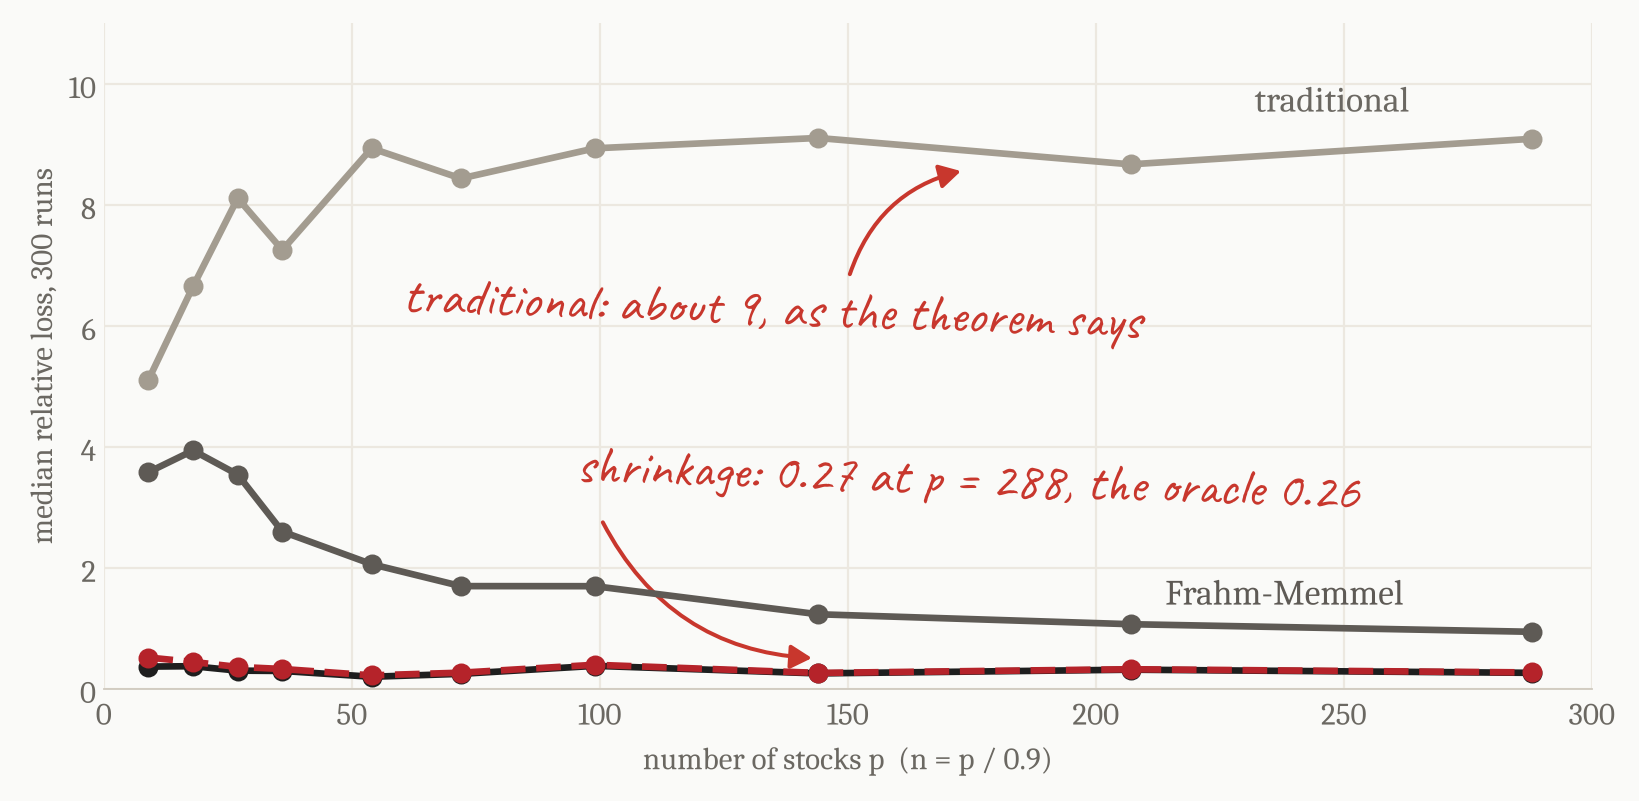 10
traditional
8
traditional: about 9, as the theorem says
6
median relative loss, 300 runs
4
shrinkage: 0.27 at p = 288, the oracle 0.26
2
Frahm-Memmel
0
0 50 100 150 200 250 300
number of stocks p (n = p / 0.9)